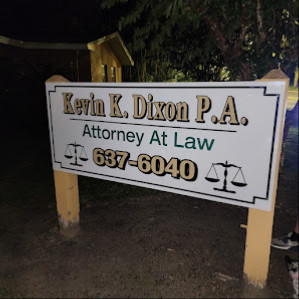 Kevin K. Dixon P.A.
Attorney At Law
637-6040